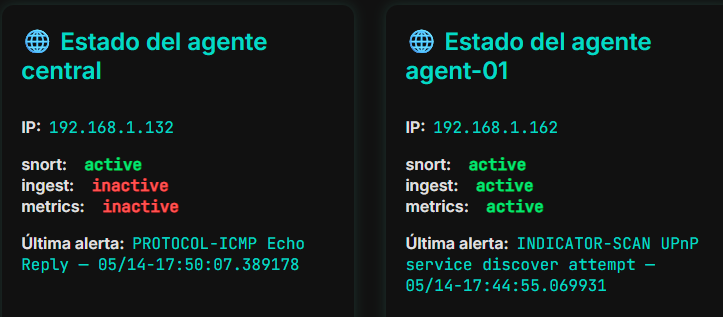 Estado del agente
central
IP: 192.168.1.132
snort: active
ingest: inactive
metrics: inactive
Última alerta: PROTOCOL-ICMP Echo
Reply — 05/14-17:50:07.389178
Estado del agente
agent-01
IP: 192.168.1.162
snort: active
ingest: active
metrics: active
Última alerta: INDICATOR-SCAN UPnP
service discover attempt —
05/14-17:44:55.069931